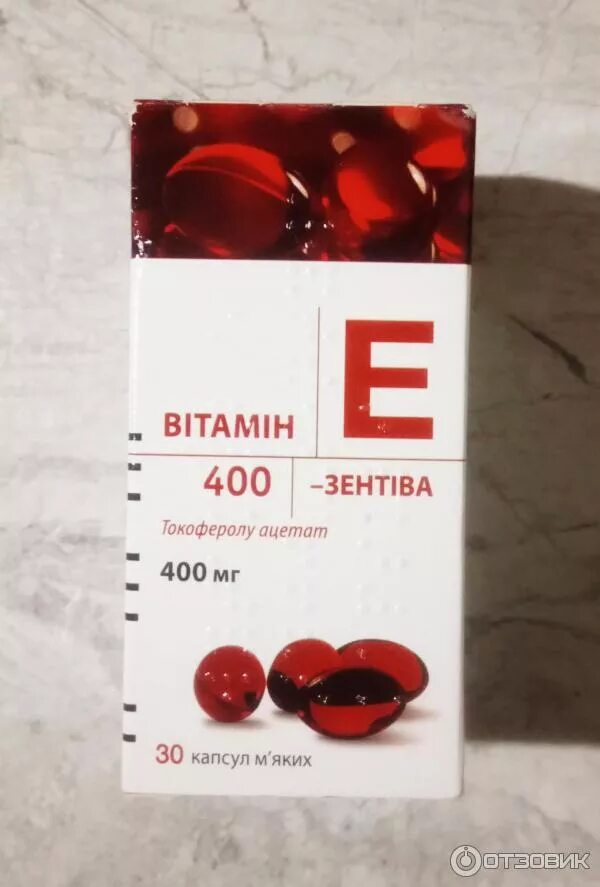 ВІТАМІН E
400 –ЗЕНТІВА
Токоферолу ацетат
400 мг
30 капсул м'яких
ОТЗОВИК